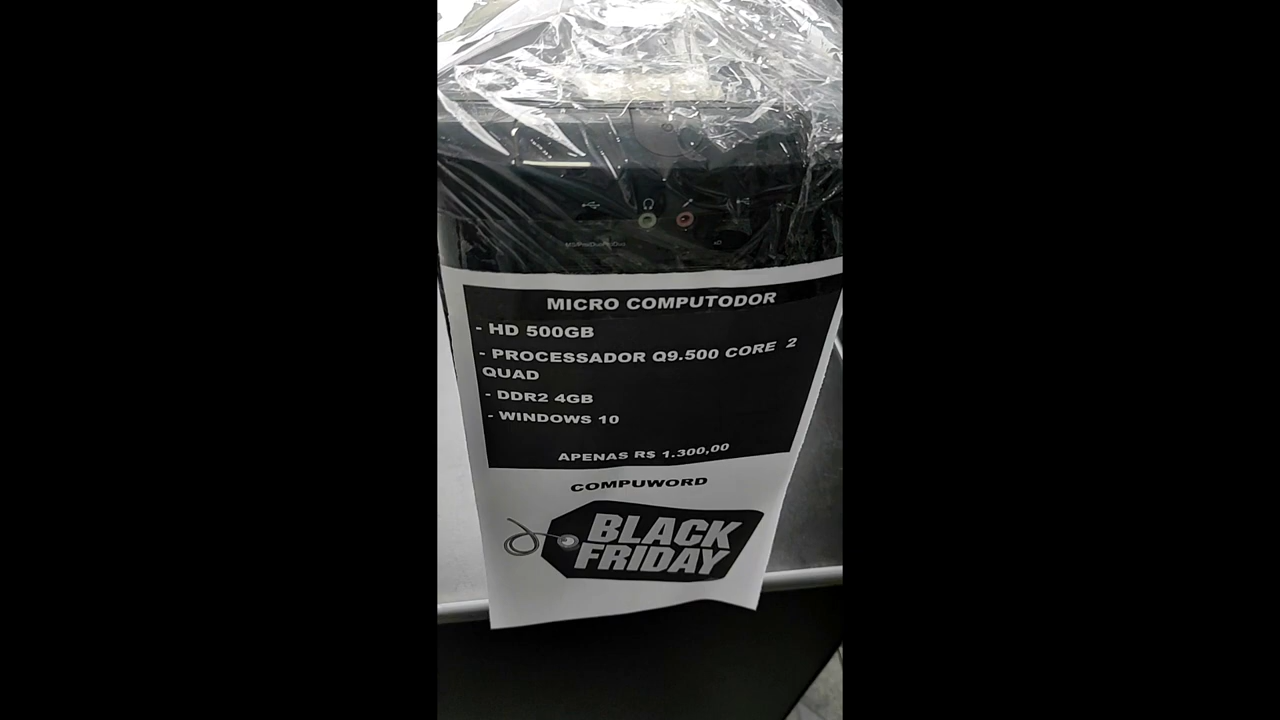 MICRO COMPUTODOR
- HD 500GB
- PROCESSADOR Q9.500 CORE 2
QUAD
- DDR2 4GB
- WINDOWS 10
APENAS R$ 1.300,00
COMPUWORD
BLACK
FRIDAY